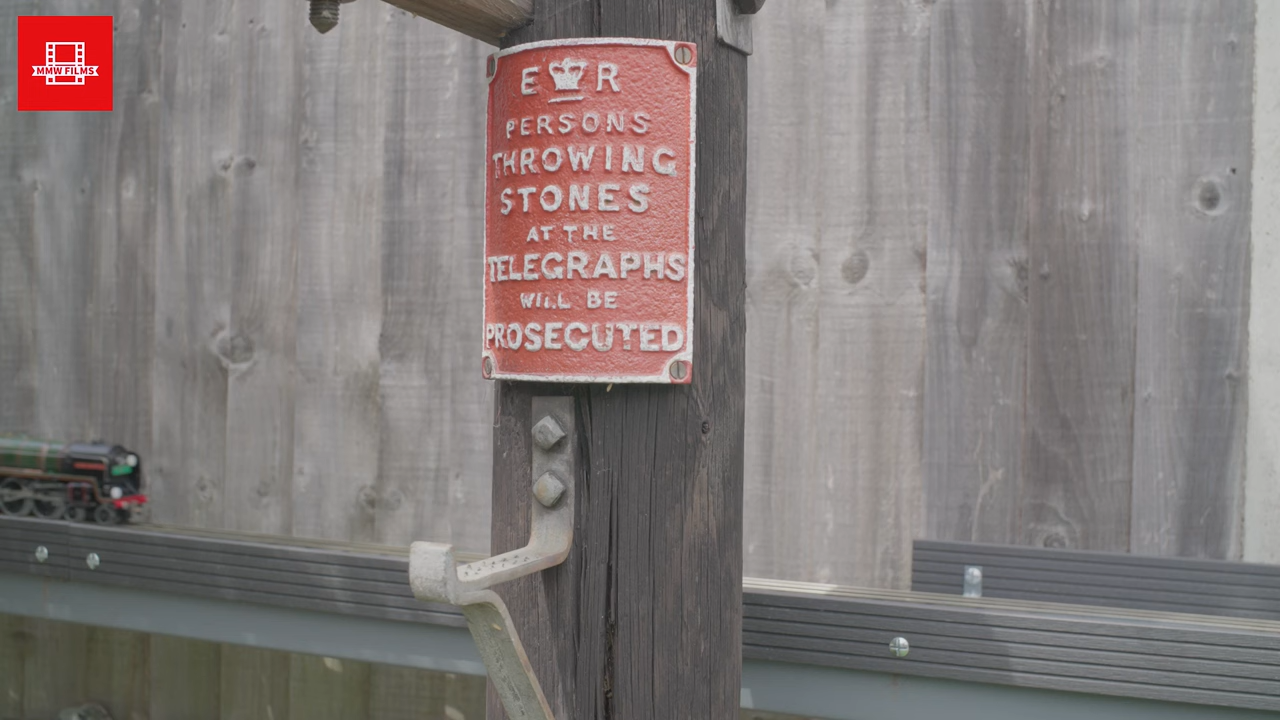 MMW FILMS
E R
PERSONS
THROWING
STONES
AT THE
TELEGRAPHS
WILL BE
PROSECUTED